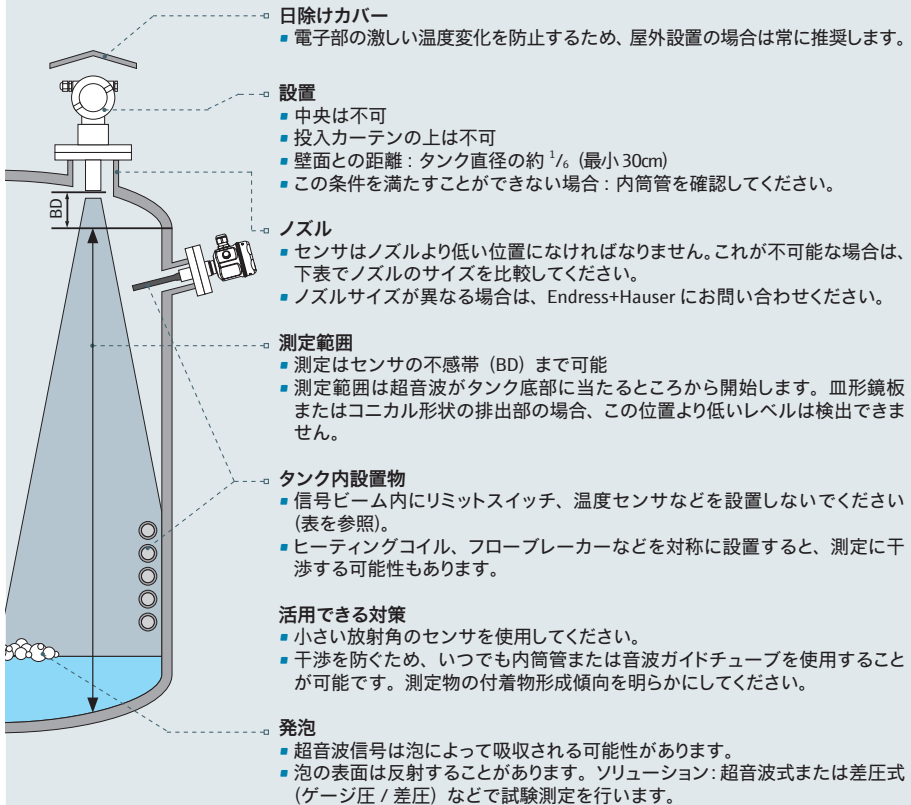 日除けカバー
▪ 電子部の激しい温度変化を防止するため、屋外設置の場合は常に推奨します。
設置
▪ 中央は不可
▪ 投入カーテンの上は不可
▪ 壁面との距離：タンク直径の約 1/6（最小30cm）
▪ この条件を満たすことができない場合：内筒管を確認してください。
BD
ノズル
▪ センサはノズルより低い位置になければなりません。これが不可能な場合は、
下表でノズルのサイズを比較してください。
▪ ノズルサイズが異なる場合は、Endress+Hauser にお問い合わせください。
測定範囲
▪ 測定はセンサの不感帯（BD）まで可能
▪ 測定範囲は超音波がタンク底部に当たるところから開始します。皿形鏡板
またはコニカル形状の排出部の場合、この位置より低いレベルは検出できま
せん。
タンク内設置物
▪ 信号ビーム内にリミットスイッチ、温度センサなどを設置しないでください
（表を参照）。
▪ ヒーティングコイル、フローブレーカーなどを対称に設置すると、測定に干
渉する可能性もあります。
活用できる対策
▪ 小さい放射角のセンサを使用してください。
▪ 干渉を防ぐため、いつでも内筒管または音波ガイドチューブを使用すること
が可能です。測定物の付着物形成傾向を明らかにしてください。
発泡
▪ 超音波信号は泡によって吸収される可能性があります。
▪ 泡の表面は反射することがあります。ソリューション：超音波式または差圧式
（ゲージ圧 / 差圧）などで試験測定を行います。